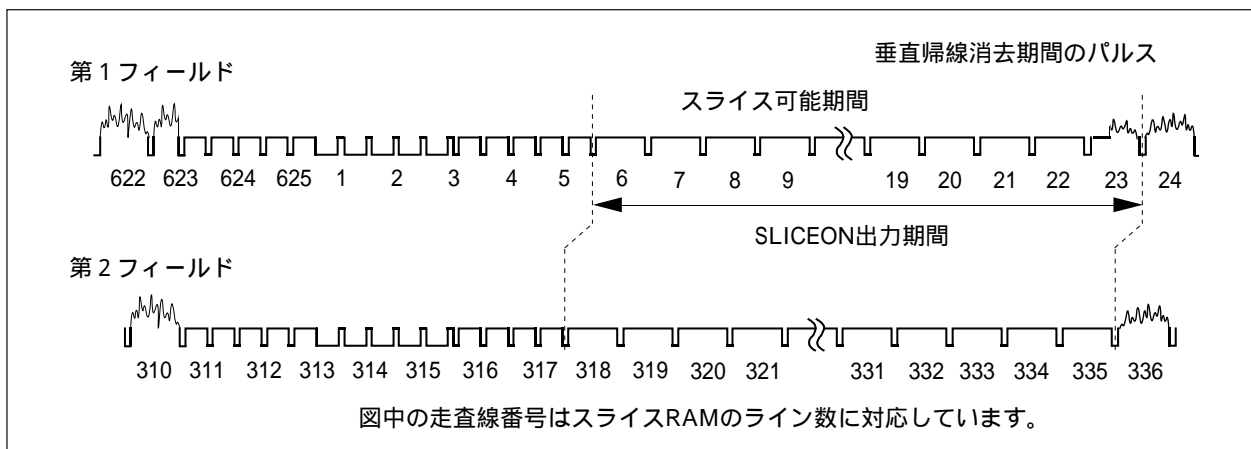 垂直帰線消去期間のパルス
第1フィールド
スライス可能期間
622 623 624 625 1 2 3 4 5 6 7 8 9 19 20 21 22 23 24
SLICEON出力期間
第2フィールド
310 311 312 313 314 315 316 317 318 319 320 321 331 332 333 334 335 336
図中の走査線番号はスライスRAMのライン数に対応しています。